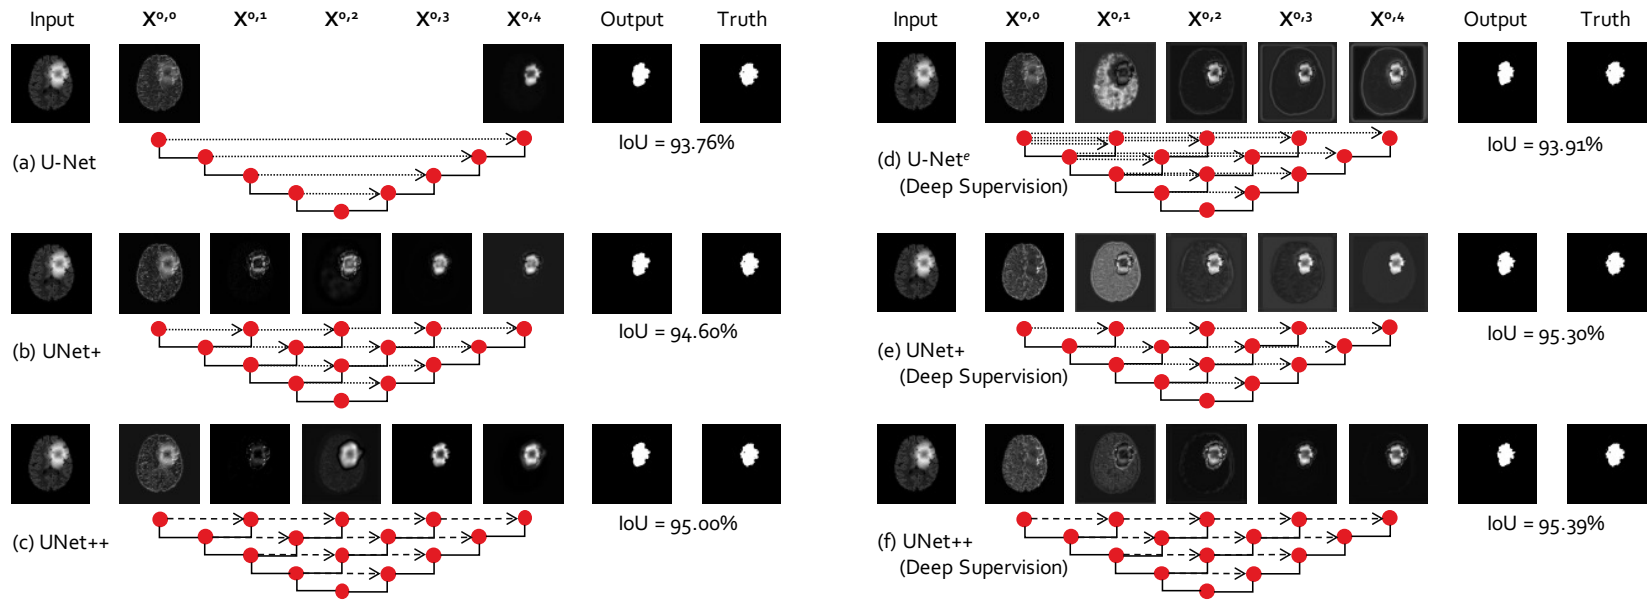 Input X⁰,⁰ X⁰,¹ X⁰,² X⁰,³ X⁰,⁴ Output Truth
IoU = 93.76%
(a) U-Net
IoU = 94.60%
(b) UNet+
IoU = 95.00%
(c) UNet++
Input X⁰,⁰ X⁰,¹ X⁰,² X⁰,³ X⁰,⁴ Output Truth
IoU = 93.91%
(d) U-Netᵉ
(Deep Supervision)
IoU = 95.30%
(e) UNet+
(Deep Supervision)
IoU = 95.39%
(f) UNet++
(Deep Supervision)